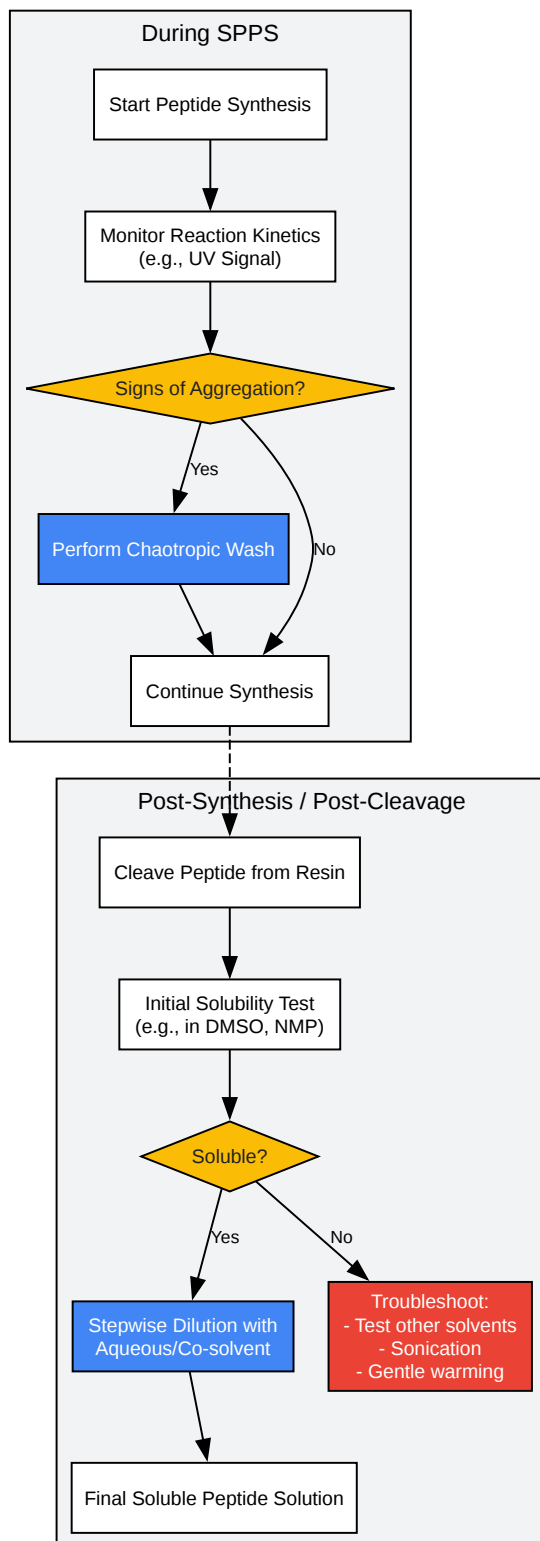 During SPPS
Start Peptide Synthesis
Monitor Reaction Kinetics
(e.g., UV Signal)
Signs of Aggregation?
Yes
Perform Chaotropic Wash
No
Continue Synthesis
Post-Synthesis / Post-Cleavage
Cleave Peptide from Resin
Initial Solubility Test
(e.g., in DMSO, NMP)
Soluble?
Yes
No
Stepwise Dilution with
Aqueous/Co-solvent
Troubleshoot:
- Test other solvents
- Sonication
- Gentle warming
Final Soluble Peptide Solution